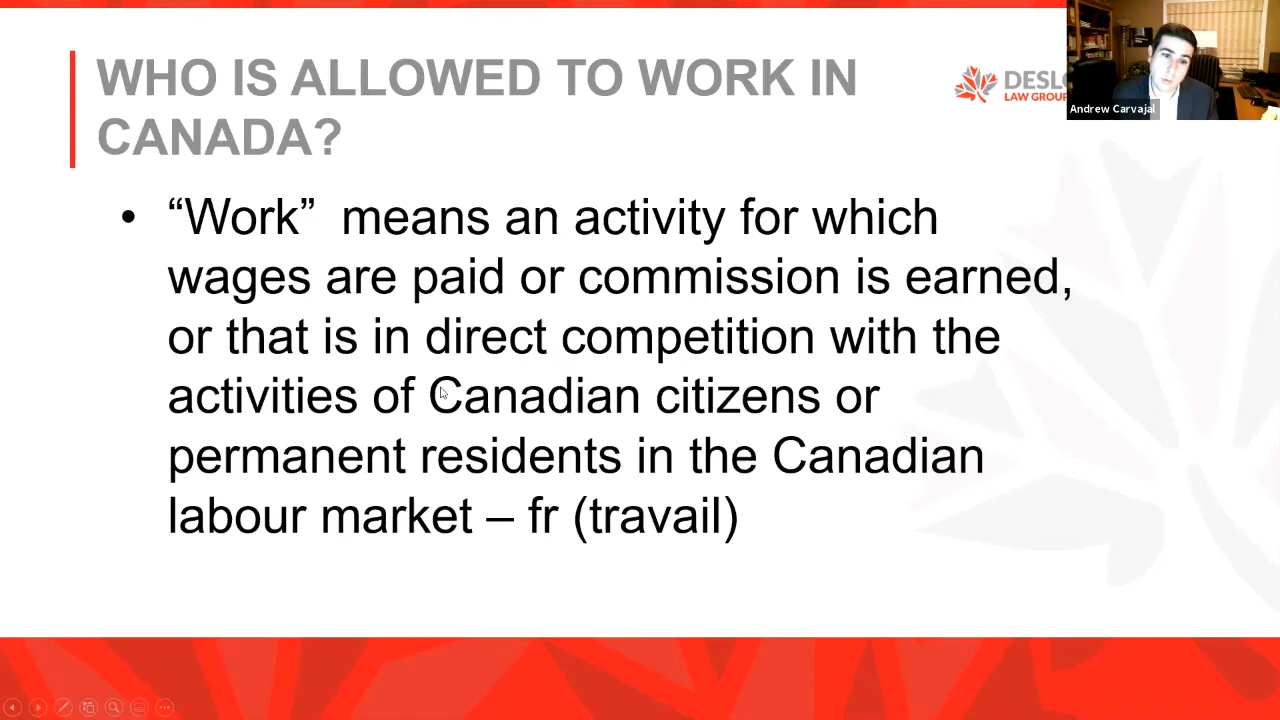 WHO IS ALLOWED TO WORK IN
CANADA?
LAW GROUP
Andrew Carvajal
• “Work” means an activity for which
wages are paid or commission is earned,
or that is in direct competition with the
activities of Canadian citizens or
permanent residents in the Canadian
labour market – fr (travail)